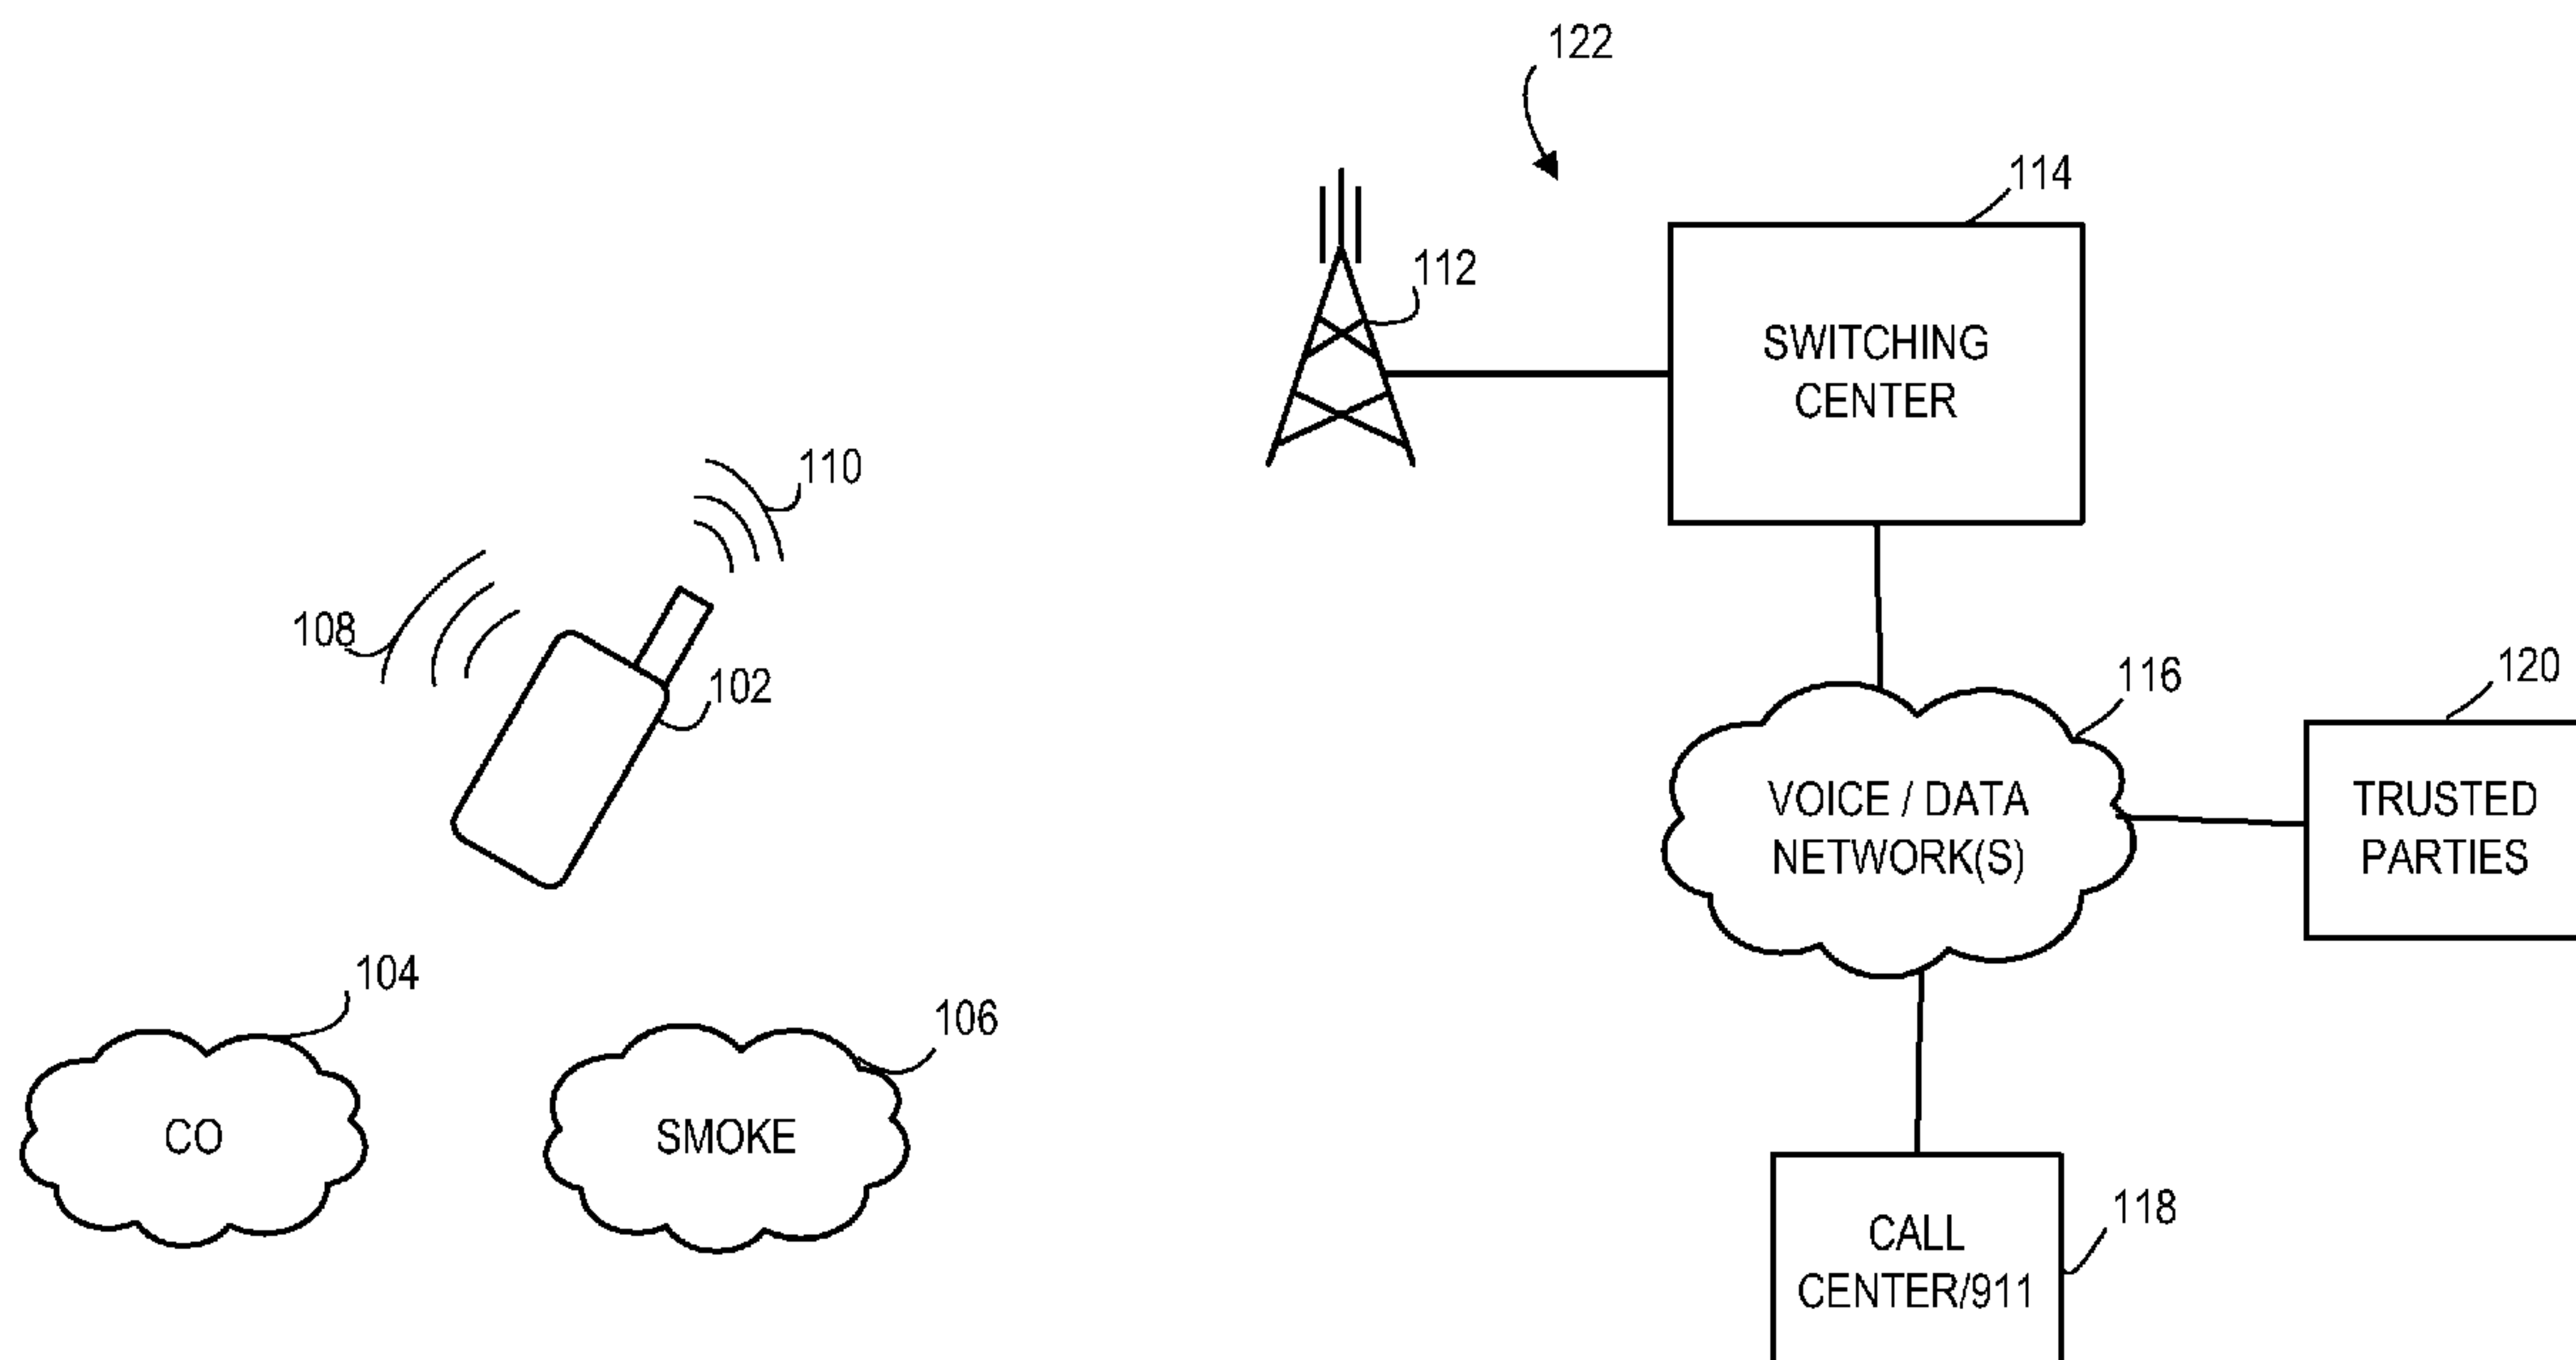 122
114
112
SWITCHING
CENTER
110
108
102
116
120
VOICE / DATA
NETWORK(S)
TRUSTED
PARTIES
104
106
CO
SMOKE
118
CALL
CENTER/911